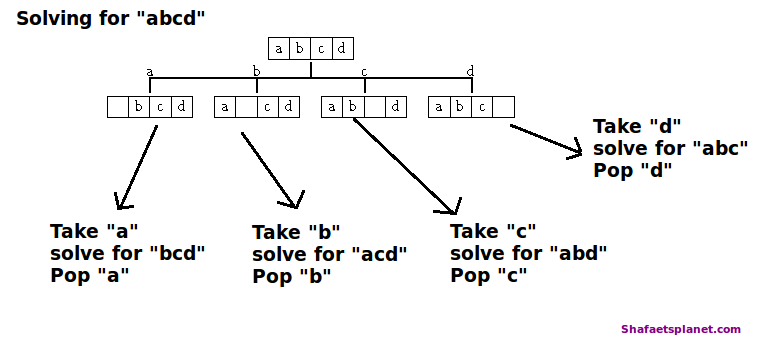 Solving for "abcd"
a b c d
a b c d
b c d
a c d
a b d
a b c
Take "d"
solve for "abc"
Pop "d"
Take "a"
solve for "bcd"
Pop "a"
Take "b"
solve for "acd"
Pop "b"
Take "c"
solve for "abd"
Pop "c"
Shafaetsplanet.com